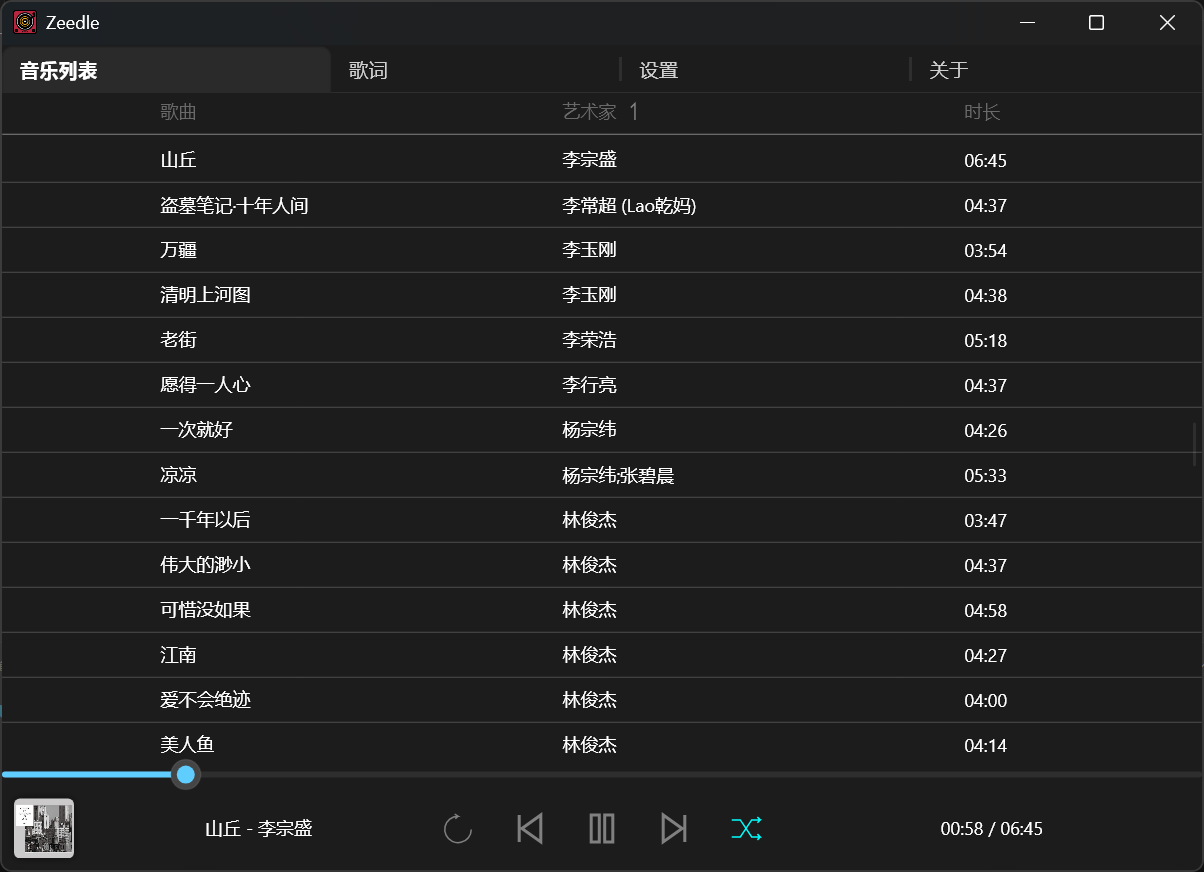 Zeedle
音乐列表 歌词 设置 关于
歌曲 艺术家 时长
山丘 李宗盛 06:45
盗墓笔记·十年人间 李常超 (Lao乾妈) 04:37
万疆 李玉刚 03:54
清明上河图 李玉刚 04:38
老街 李荣浩 05:18
愿得一人心 李行亮 04:37
一次就好 杨宗纬 04:26
凉凉 杨宗纬;张碧晨 05:33
一千年以后 林俊杰 03:47
伟大的渺小 林俊杰 04:37
可惜没如果 林俊杰 04:58
江南 林俊杰 04:27
爱不会绝迹 林俊杰 04:00
美人鱼 林俊杰 04:14
山丘 - 李宗盛 00:58 / 06:45